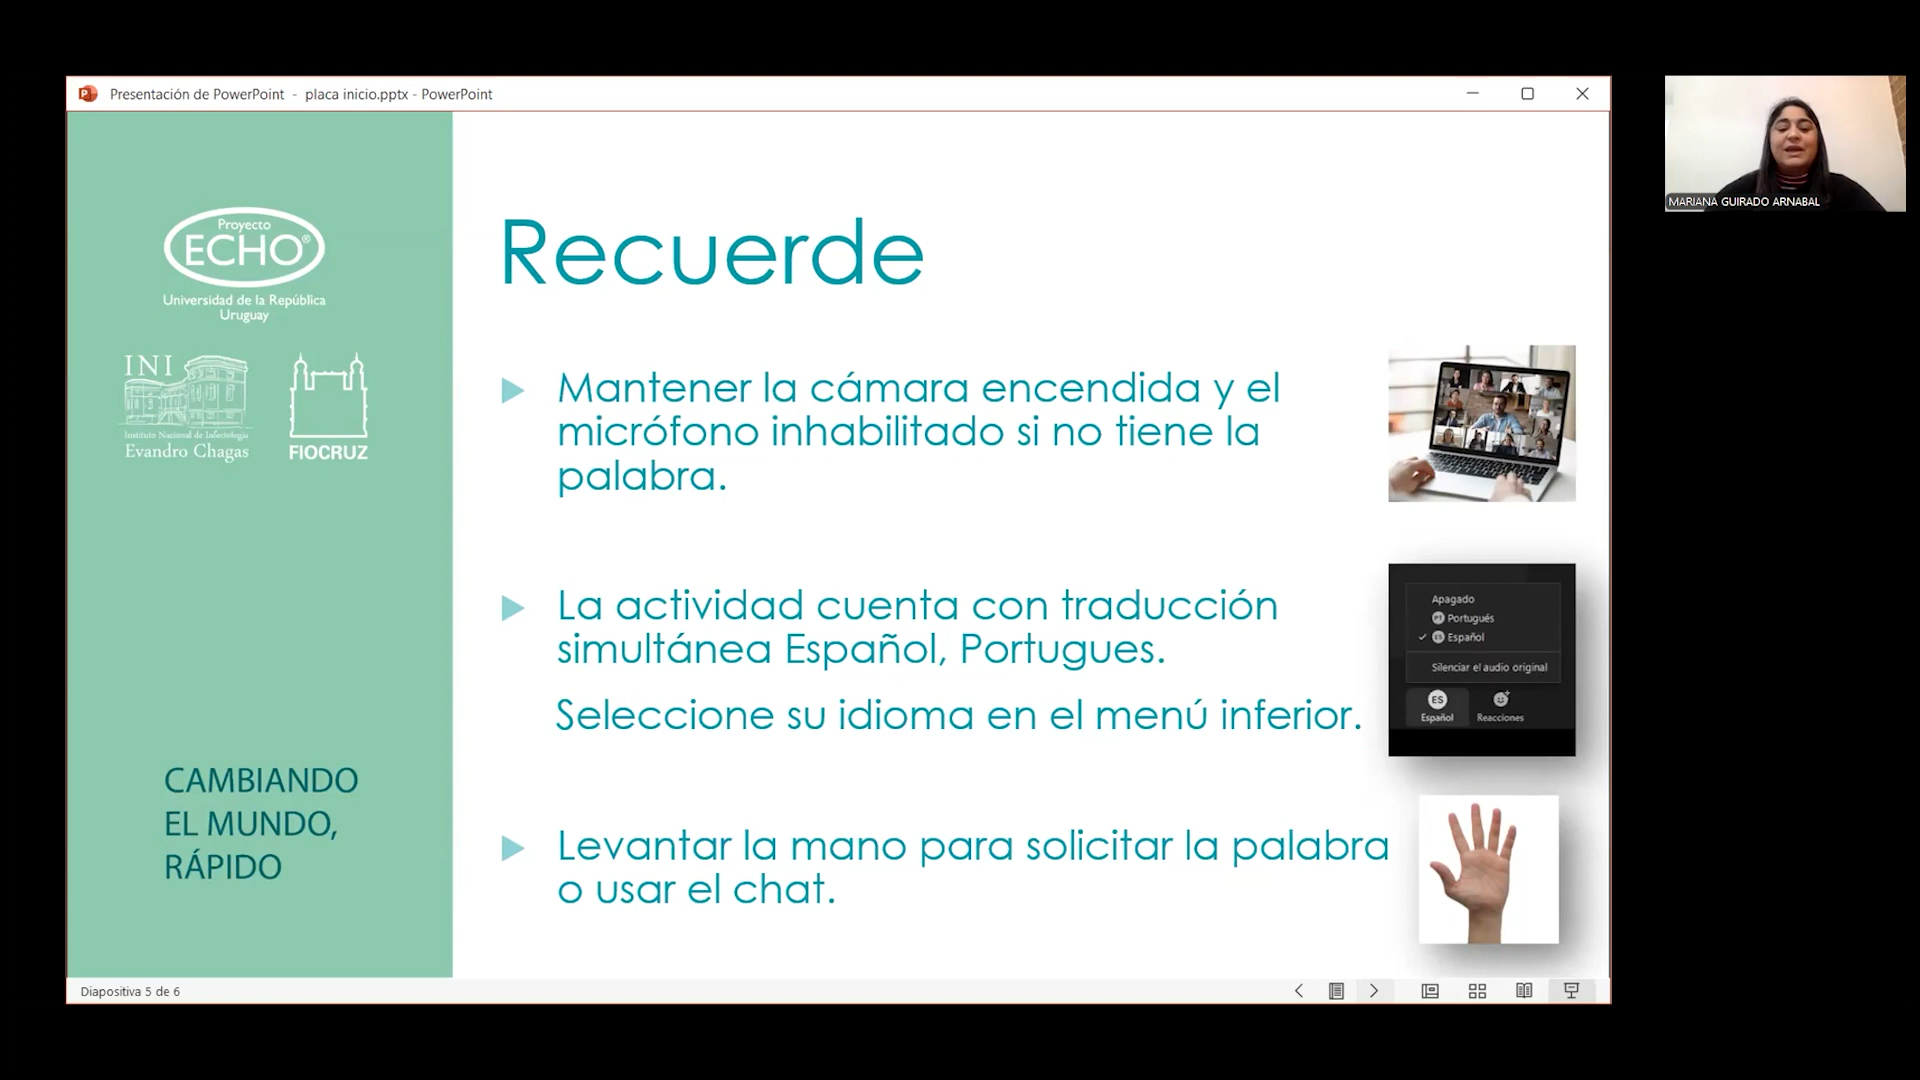 Presentación de PowerPoint - placa inicio.pptx - PowerPoint
MARIANA GUIRADO ARNABAL
Proyecto
ECHO®
Universidad de la República
Uruguay
INI
Instituto Nacional de Infectologia
Evandro Chagas
FIOCRUZ
CAMBIANDO
EL MUNDO,
RÁPIDO
Recuerde
Mantener la cámara encendida y el
micrófono inhabilitado si no tiene la
palabra.
La actividad cuenta con traducción
simultánea Español, Portugues.
Seleccione su idioma en el menú inferior.
Apagado
PT Portugués
ES Español
Silenciar el audio original
ES
Español
Reacciones
Levantar la mano para solicitar la palabra
o usar el chat.
Diapositiva 5 de 6